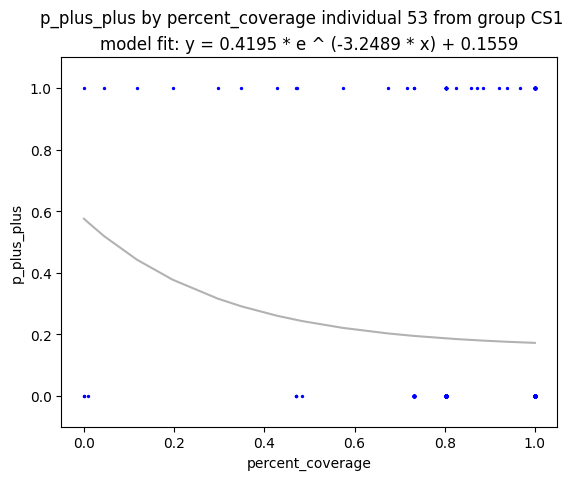 p_plus_plus by percent_coverage individual 53 from group CS1
model fit: y = 0.4195 * e ^ (-3.2489 * x) + 0.1559
1.0
0.8
0.6
0.4
0.2
0.0
p_plus_plus
0.0 0.2 0.4 0.6 0.8 1.0
percent_coverage